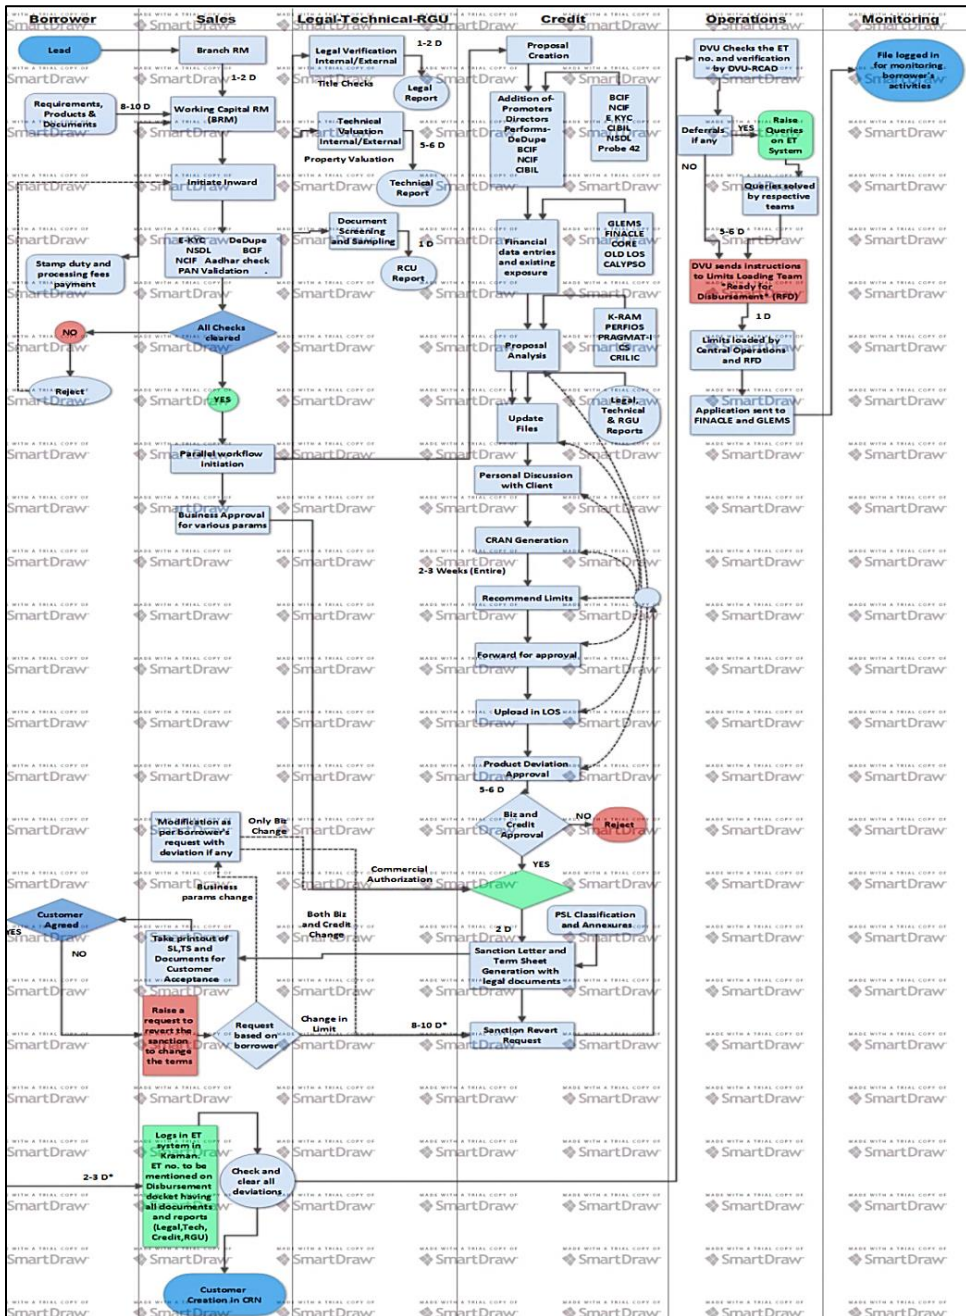 Borrower
Sales
Legal-Technical-RGU
Credit
Operations
Monitoring
Lead
Branch RM
1-2 D
Requirements,
Products &
Documents
8-10 D
Working Capital RM
(BRM)
Initiate Inward
E-KYC DeDupe
NSDL BCIF
NCIF Aadhar check
PAN Validation
Stamp duty and
processing fees
payment
All Checks
cleared
NO
Reject
YES
Parallel workflow
initiation
Business Approval
for various params
Legal Verification
Internal/External
1-2 D
Title Checks
Legal
Report
Technical
Valuation
Internal/External
5-6 D
Property Valuation
Technical
Report
Document
Screening
and Sampling
1 D
RCU
Report
Proposal
Creation
Addition of-
Promoters
Directors
Performs-
DeDupe
BCIF
NCIF
CIBIL
BCIF
NCIF
E KYC
CIBIL
NSDL
Probe 42
Financial
data entries
and existing
exposure
GLEMS
FINACLE
CORE
OLD LOS
CALYPSO
Proposal
Analysis
K-RAM
PERFIOS
PRAGMAT-I
CS
CRILIC
Update
Files
Legal,
Technical
& RGU
Reports
Personal Discussion
with Client
CRAN Generation
2-3 Weeks (Entire)
Recommend Limits
Forward for approval
Upload in LOS
Product Deviation
Approval
5-6 D
Biz and
Credit
Approval
NO
Reject
YES
Commercial
Authorization
2 D
PSL Classification
and Annexures
Sanction Letter and
Term Sheet
Generation with
legal documents
Sanction Revert
Request
8-10 D*
DVU Checks the ET
no. and verification
by DVU-RCAD
Deferrals
if any
YES
NO
Raise
Queries
on ET
System
Queries solved
by respective
teams
5-6 D
DVU sends instructions
to Limits Loading Team
"Ready for
Disbursement" (RFD)
1 D
Limits loaded by
Central Operations
and RFD
Application sent to
FINACLE and GLEMS
File logged in
for monitoring
borrower's
activities
Modification as
per borrower's
request with
deviation if any
Only Biz
Change
Business
params change
Both Biz
and Credit
Change
Customer
Agreed
YES
NO
Take printout of
SL,TS and
Documents for
Customer
Acceptance
Raise a
request to
revert the
sanction
to change
the terms
Request
based on
borrower
Change in
Limit
2-3 D*
Logs in ET
system in
Kraman.
ET no. to be
mentioned on
Disbursement
docket having
all documents
and reports
(Legal,Tech,
Credit,RGU)
Check and
clear all
deviations
Customer
Creation in CRN
MADE WITH A TRIAL COPY OF
SmartDraw